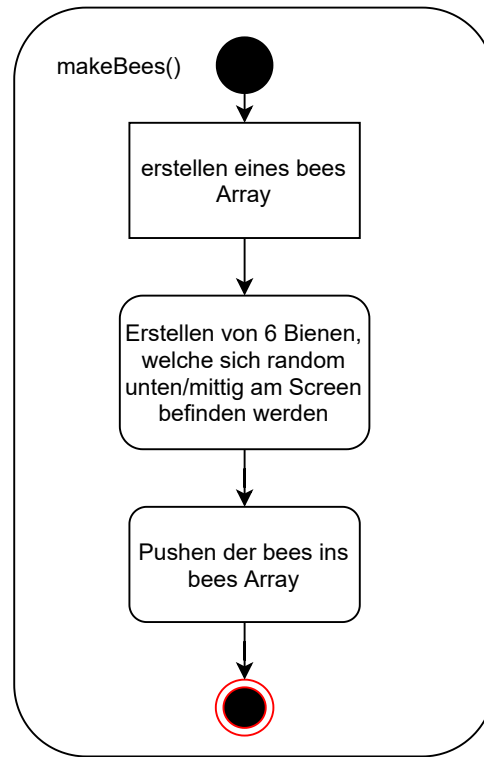 makeBees()
erstellen eines bees
Array
Erstellen von 6 Bienen,
welche sich random
unten/mittig am Screen
befinden werden
Pushen der bees ins
bees Array